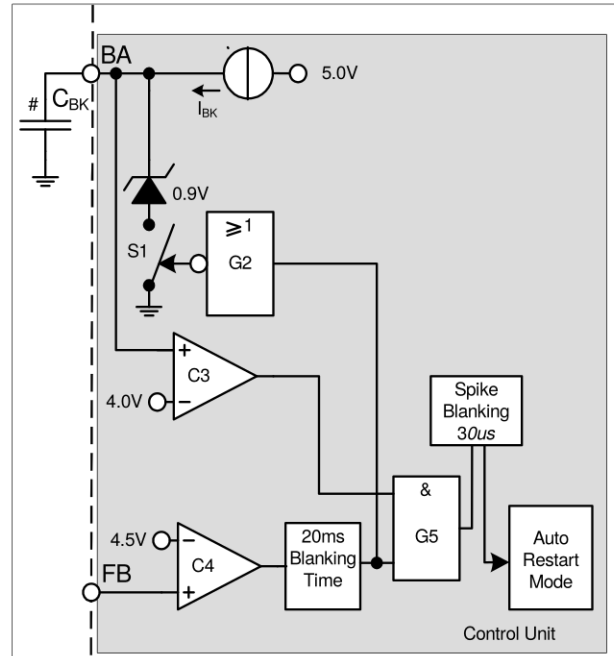 BA
5.0V
#
C_BK
I_BK
0.9V
S1
≥1
G2
+
C3
4.0V
−
Spike
Blanking
30us
&
G5
4.5V
−
C4
20ms
Blanking
Time
FB
+
Auto
Restart
Mode
Control Unit